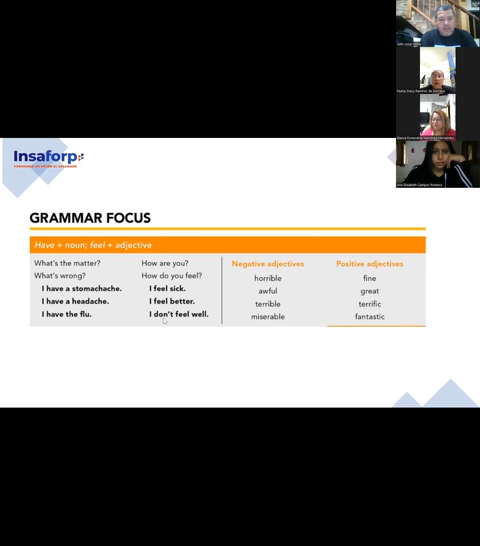 Insaforp
GRAMMAR FOCUS
Have + noun; feel + adjective
What's the matter?
What's wrong?
I have a stomachache.
I have a headache.
I have the flu.
How are you?
How do you feel?
I feel sick.
I feel better.
I don't feel well.
Negative adjectives
horrible
awful
terrible
miserable
Positive adjectives
fine
great
terrific
fantastic